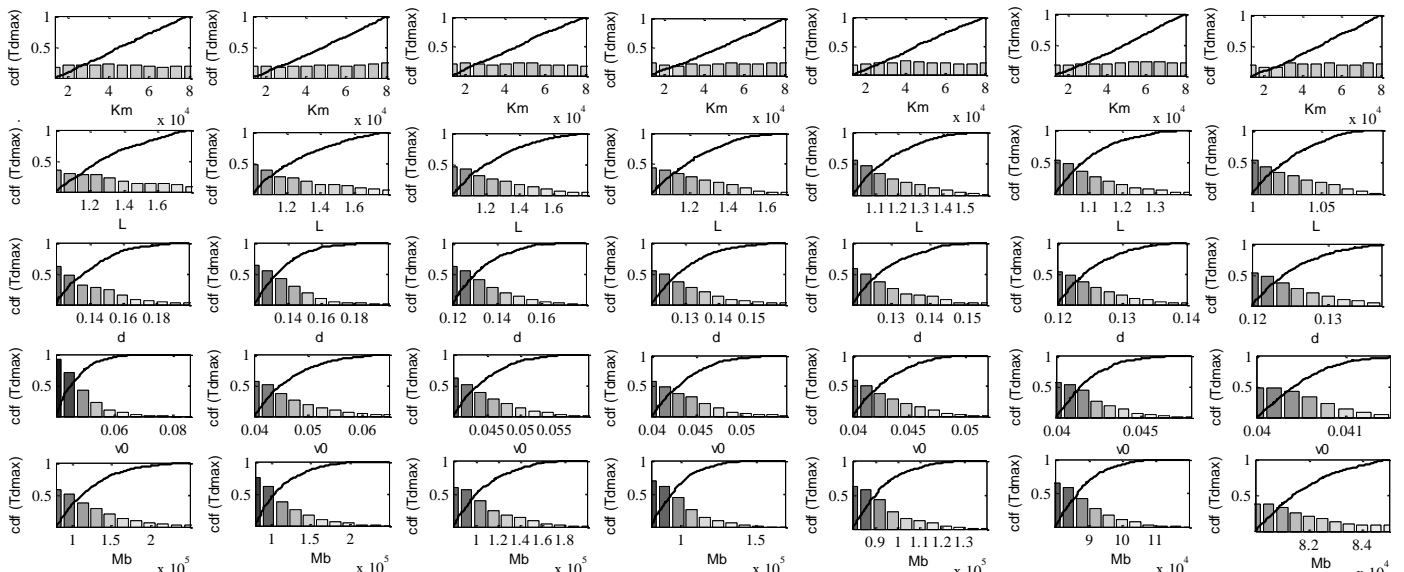 1 1 1 1 1 1 1
cdf (Tdmax) cdf (Tdmax) cdf (Tdmax) cdf (Tdmax) cdf (Tdmax) cdf (Tdmax) cdf (Tdmax)
0.5 0.5 0.5 0.5 0.5 0.5 0.5
2 4 6 8 2 4 6 8 2 4 6 8 2 4 6 8 2 4 6 8 2 4 6 8 2 4 6 8
Km Km Km Km Km Km Km
x 10^4 x 10^4 x 10^4 x 10^4 x 10^4 x 10^4 x 10^4
1 1 1 1 1 1 1
cdf (Tdmax) . cdf (Tdmax) cdf (Tdmax) cdf (Tdmax) cdf (Tdmax) cdf (Tdmax) cdf (Tdmax)
0.5 0.5 0.5 0.5 0.5 0.5 0.5
1.2 1.4 1.6 1.2 1.4 1.6 1.2 1.4 1.6 1.2 1.4 1.6 1.1 1.2 1.3 1.4 1.5 1.1 1.2 1.3 1 1.05
L L L L L L L
1 1 1 1 1 1 1
cdf (Tdmax) cdf (Tdmax) cdf (Tdmax) cdf (Tdmax) cdf (Tdmax) cdf (Tdmax) cdf (Tdmax)
0.5 0.5 0.5 0.5 0.5 0.5 0.5
0.14 0.16 0.18 0.14 0.16 0.18 0.12 0.14 0.16 0.13 0.14 0.15 0.13 0.14 0.15 0.12 0.13 0.14 0.12 0.13
d d d d d d d
1 1 1 1 1 1 1
cdf (Tdmax) cdf (Tdmax) cdf (Tdmax) cdf (Tdmax) cdf (Tdmax) cdf (Tdmax) cdf (Tdmax)
0.5 0.5 0.5 0.5 0.5 0.5 0.5
0.06 0.08 0.04 0.05 0.06 0.045 0.05 0.055 0.04 0.045 0.05 0.04 0.045 0.05 0.04 0.045 0.04 0.041
v0 v0 v0 v0 v0 v0 v0
1 1 1 1 1 1 1
cdf (Tdmax) cdf (Tdmax) cdf (Tdmax) cdf (Tdmax) cdf (Tdmax) cdf (Tdmax) cdf (Tdmax)
0.5 0.5 0.5 0.5 0.5 0.5 0.5
1 1.5 2 1 1.5 2 1 1.2 1.4 1.6 1.8 1 1.5 0.9 1 1.1 1.2 1.3 9 10 11 8.2 8.4
Mb Mb Mb Mb Mb Mb Mb
x 10^5 x 10^5 x 10^5 x 10^5 x 10^5 x 10^4 x 10^4